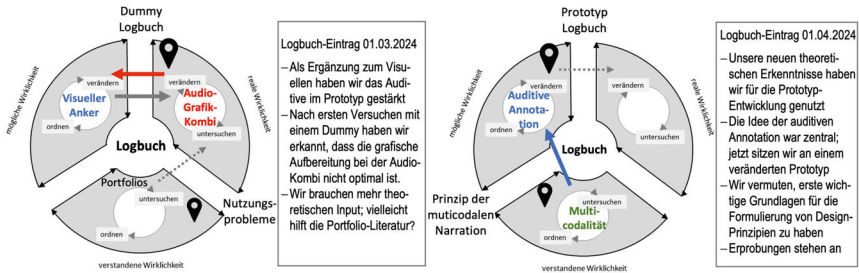 Dummy
Logbuch
mögliche Wirklichkeit
reale Wirklichkeit
verändern
verändern
Visueller
Anker
Audio-
Grafik-
Kombi
ordnen
untersuchen
Logbuch
Portfolios
untersuchen
ordnen
Nutzungs-
probleme
verstandene Wirklichkeit
Logbuch-Eintrag 01.03.2024
– Als Ergänzung zum Visu-
ellen haben wir das Audi-
tive im Prototyp gestärkt
– Nach ersten Versuchen mit
einem Dummy haben wir
erkannt, dass die grafische
Aufbereitung bei der Audio-
Kombi nicht optimal ist.
– Wir brauchen mehr theo-
retischen Input; vielleicht
hilft die Portfolio-Literatur?
Prototyp
Logbuch
mögliche Wirklichkeit
reale Wirklichkeit
verändern
verändern
Auditive
Annota-
tion
ordnen
untersuchen
Logbuch
Prinzip der
muticodalen
Narration
untersuchen
Multi-
codalität
ordnen
verstandene Wirklichkeit
Logbuch-Eintrag 01.04.2024
– Unsere neuen theoreti-
schen Erkenntnisse haben
wir für die Prototyp-
Entwicklung genutzt
– Die Idee der auditiven
Annotation war zentral;
jetzt sitzen wir an einem
veränderten Prototyp
– Wir vermuten, erste wich-
tige Grundlagen für die
Formulierung von Design-
Prinzipien zu haben
– Erprobungen stehen an